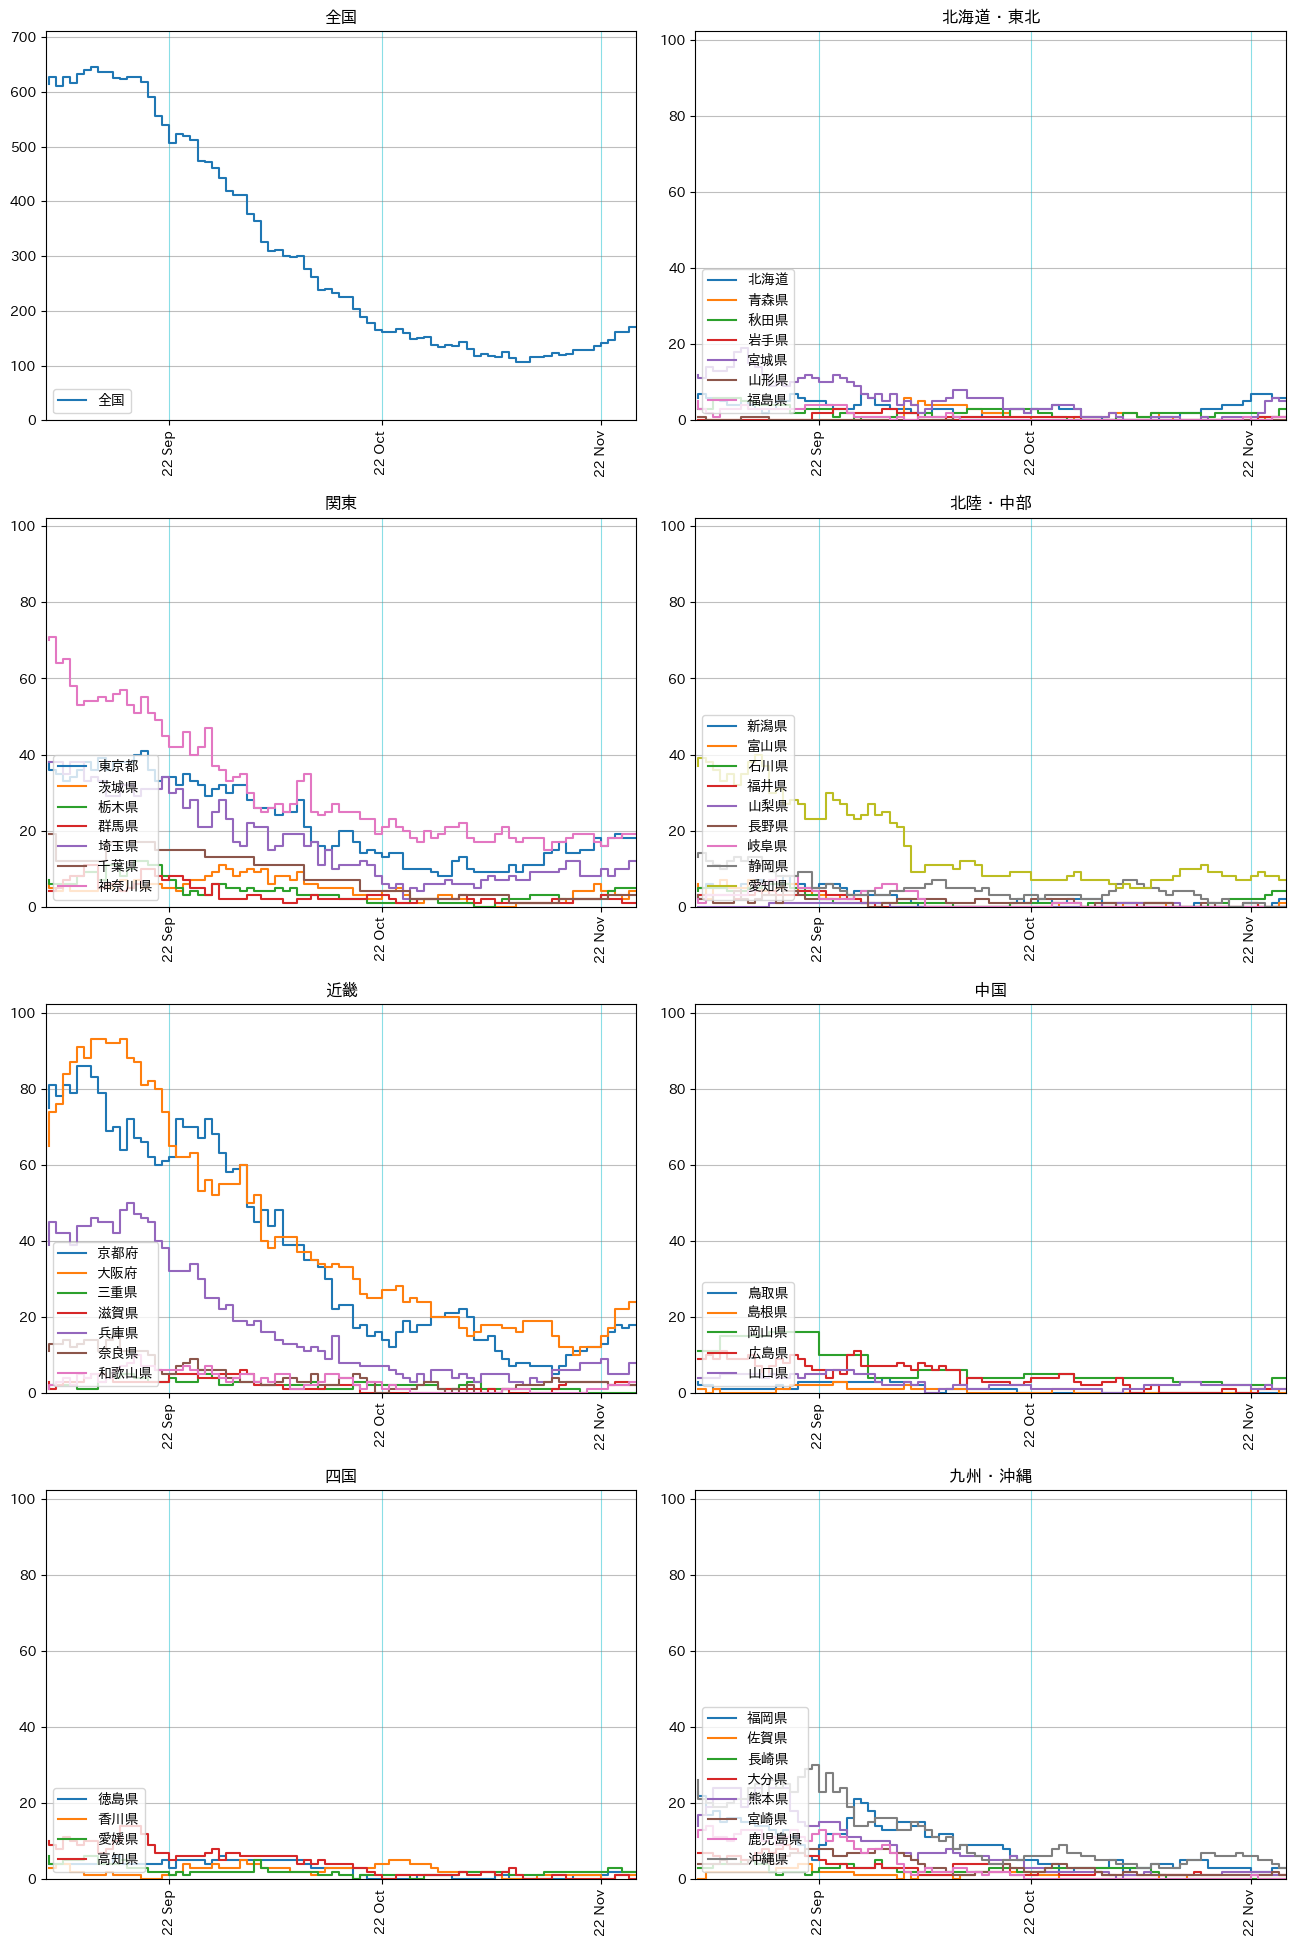 全国
700
600
500
400
300
200
100
0
全国
22 Sep
22 Oct
22 Nov
北海道・東北
100
80
60
40
20
0
北海道
青森県
秋田県
岩手県
宮城県
山形県
福島県
22 Sep
22 Oct
22 Nov
関東
100
80
60
40
20
0
東京都
茨城県
栃木県
群馬県
埼玉県
千葉県
神奈川県
22 Sep
22 Oct
22 Nov
北陸・中部
100
80
60
40
20
0
新潟県
富山県
石川県
福井県
山梨県
長野県
岐阜県
静岡県
愛知県
22 Sep
22 Oct
22 Nov
近畿
100
80
60
40
20
0
京都府
大阪府
三重県
滋賀県
兵庫県
奈良県
和歌山県
22 Sep
22 Oct
22 Nov
中国
100
80
60
40
20
0
鳥取県
島根県
岡山県
広島県
山口県
22 Sep
22 Oct
22 Nov
四国
100
80
60
40
20
0
徳島県
香川県
愛媛県
高知県
22 Sep
22 Oct
22 Nov
九州・沖縄
100
80
60
40
20
0
福岡県
佐賀県
長崎県
大分県
熊本県
宮崎県
鹿児島県
沖縄県
22 Sep
22 Oct
22 Nov